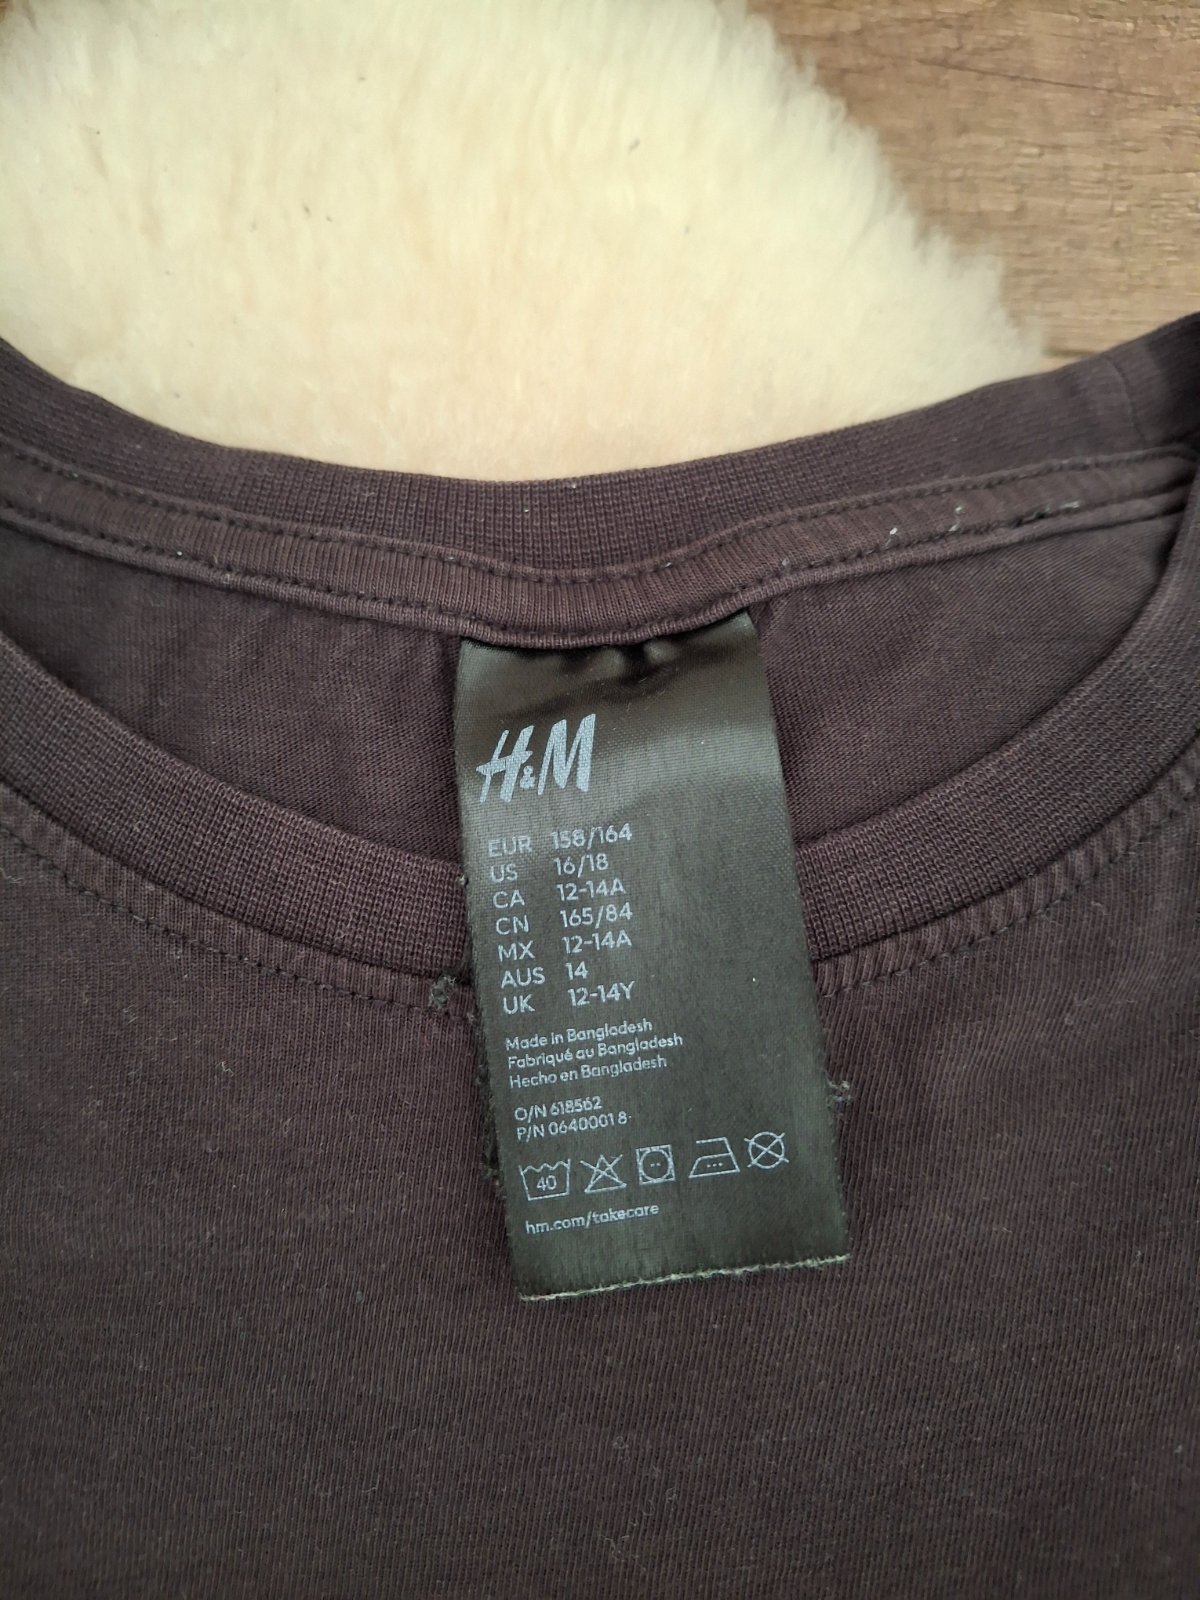 H&M
EUR 158/164
US 16/18
CA 12-14A
CN 165/84
MX 12-14A
AUS 14
UK 12-14Y
Made in Bangladesh
Fabriqué au Bangladesh
Hecho en Bangladesh
O/N 618562
P/N 06400018
40
hm.com/takecare